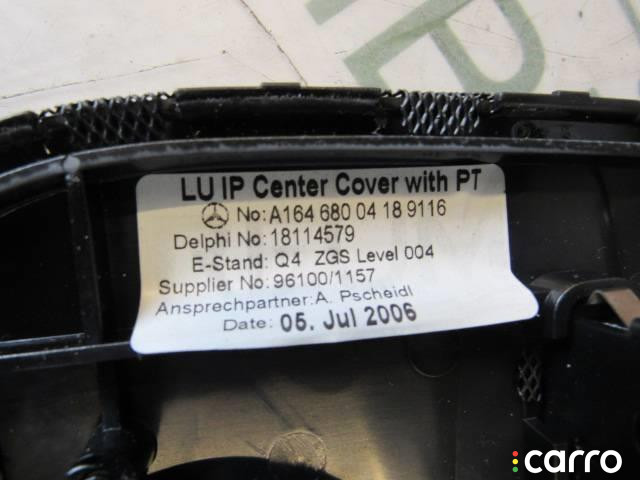 LU IP Center Cover with PT
No: A164 680 04 18 9116
Delphi No: 18114579
E-Stand: Q4 ZGS Level 004
Supplier No: 96100/1157
Ansprechpartner: A. Pscheidl
Date: 05. Jul 2006
carro